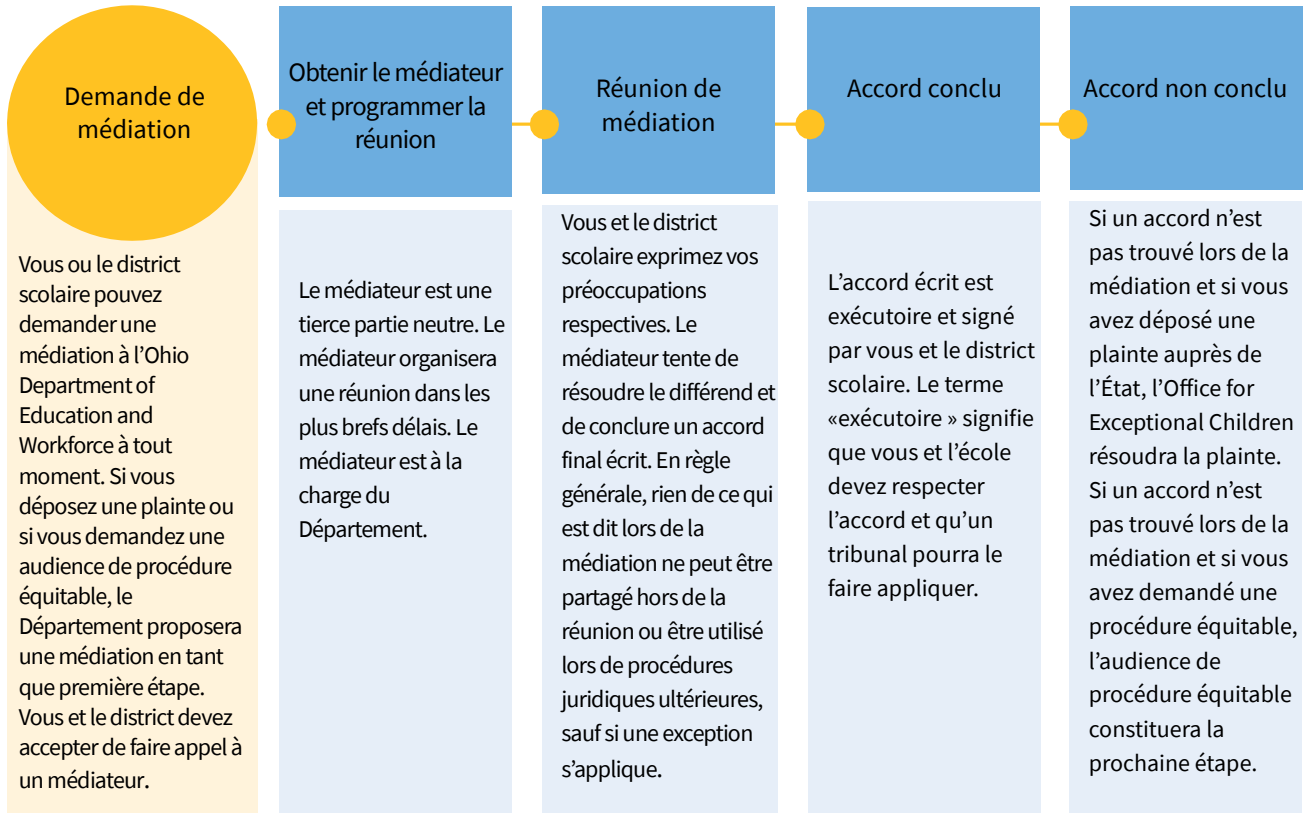 Demande de
médiation
Vous ou le district
scolaire pouvez
demander une
médiation à l’Ohio
Department of
Education and
Workforce à tout
moment. Si vous
déposez une plainte ou
si vous demandez une
audience de procédure
équitable, le
Département proposera
une médiation en tant
que première étape.
Vous et le district devez
accepter de faire appel à
un médiateur.
Obtenir le médiateur
et programmer la
réunion
Le médiateur est une
tierce partie neutre. Le
médiateur organisera
une réunion dans les
plus brefs délais. Le
médiateur est à la
charge du
Département.
Réunion de
médiation
Vous et le district
scolaire exprimez vos
préoccupations
respectives. Le
médiateur tente de
résoudre le différend et
de conclure un accord
final écrit. En règle
générale, rien de ce qui
est dit lors de la
médiation ne peut être
partagé hors de la
réunion ou être utilisé
lors de procédures
juridiques ultérieures,
sauf si une exception
s’applique.
Accord conclu
L’accord écrit est
exécutoire et signé
par vous et le district
scolaire. Le terme
«exécutoire » signifie
que vous et l’école
devez respecter
l’accord et qu’un
tribunal pourra le
faire appliquer.
Accord non conclu
Si un accord n’est
pas trouvé lors de la
médiation et si vous
avez déposé une
plainte auprès de
l’État, l’Office for
Exceptional Children
résoudra la plainte.
Si un accord n’est
pas trouvé lors de la
médiation et si vous
avez demandé une
procédure équitable,
l’audience de
procédure équitable
constituera la
prochaine étape.